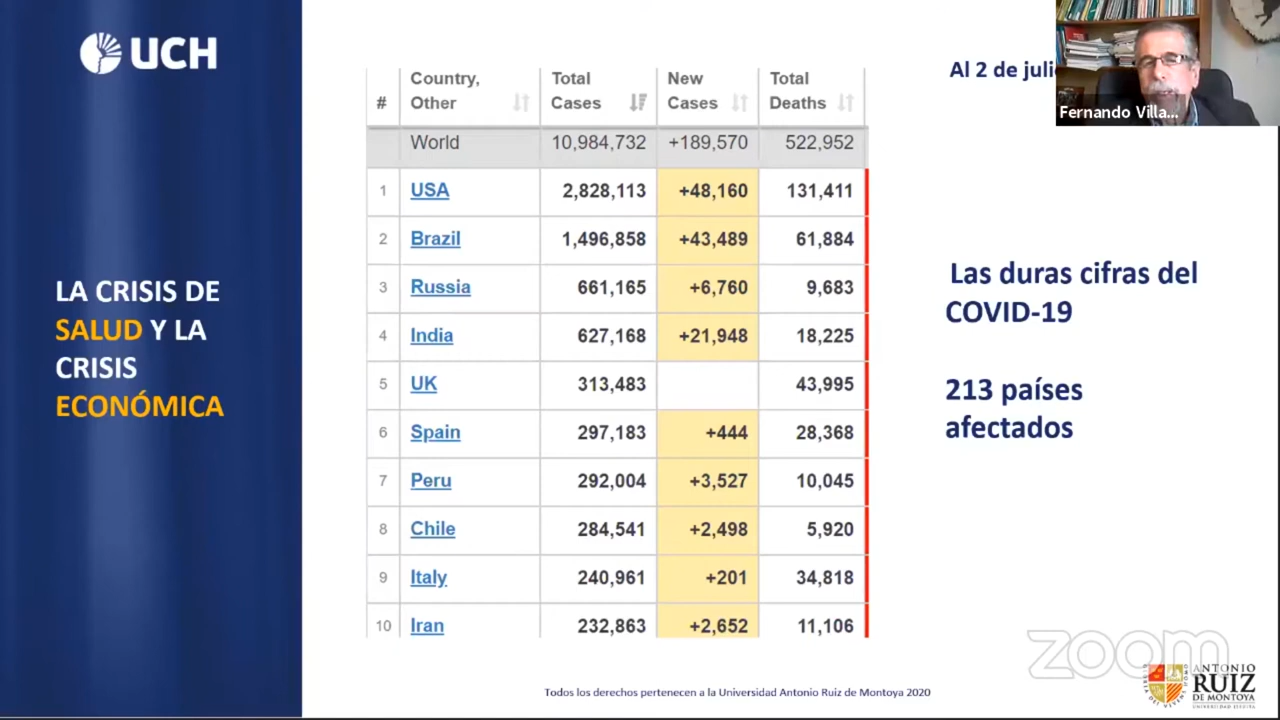 UCH
LA CRISIS DE
SALUD Y LA
CRISIS
ECONÓMICA
# Country, Other Total Cases New Cases Total Deaths
World 10,984,732 +189,570 522,952
1 USA 2,828,113 +48,160 131,411
2 Brazil 1,496,858 +43,489 61,884
3 Russia 661,165 +6,760 9,683
4 India 627,168 +21,948 18,225
5 UK 313,483 43,995
6 Spain 297,183 +444 28,368
7 Peru 292,004 +3,527 10,045
8 Chile 284,541 +2,498 5,920
9 Italy 240,961 +201 34,818
10 Iran 232,863 +2,652 11,106
Al 2 de juli
Fernando Villa...
Las duras cifras del
COVID-19
213 países
afectados
zoom
ANTONIO
RUIZ
DE MONTOYA
UNIVERSIDAD JESUITA
Todos los derechos pertenecen a la Universidad Antonio Ruiz de Montoya 2020